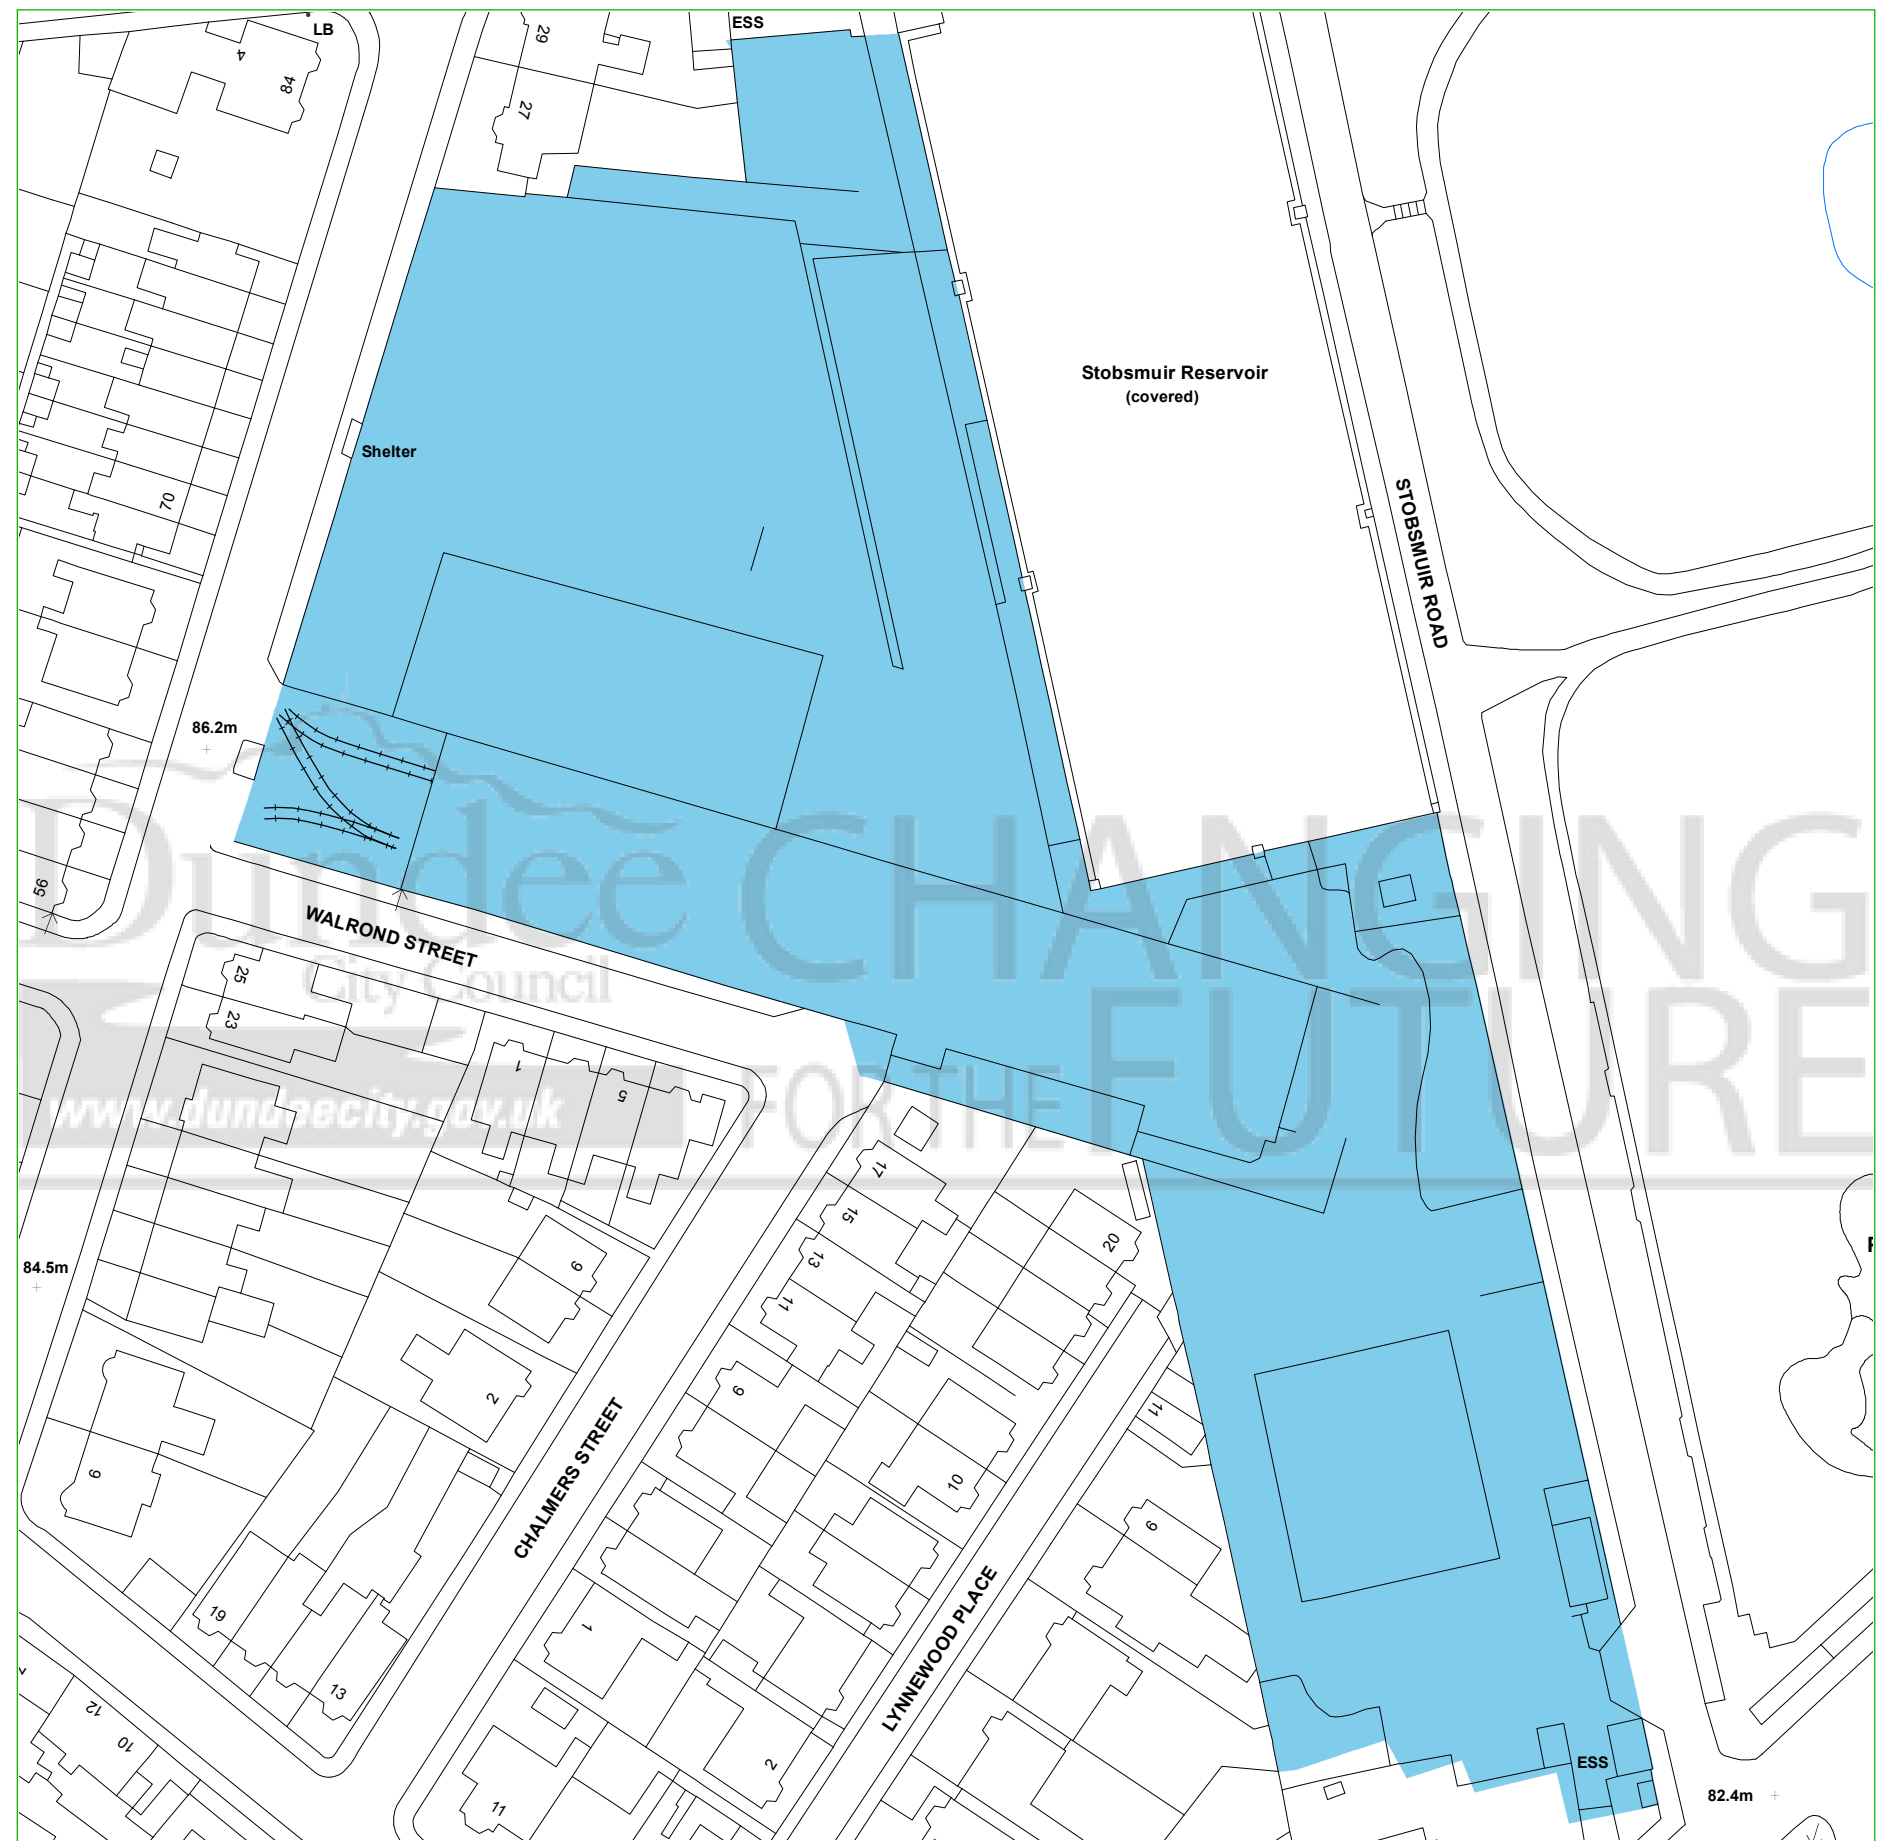 LB
ESS
4
84
29
27
Stobsmuir Reservoir
(covered)
Shelter
70
STOBSMUIR ROAD
86.2m
56
WALROND STREET
Dundee
City Council
www.dundeecity.gov.uk
CHANGING
FOR THE FUTURE
25
23
1
5
17
15
13
11
20
84.5m
9
2
9
11
10
9
9
CHALMERS STREET
LYNNEWOOD PLACE
19
13
1
2
12
10
11
ESS
82.4m